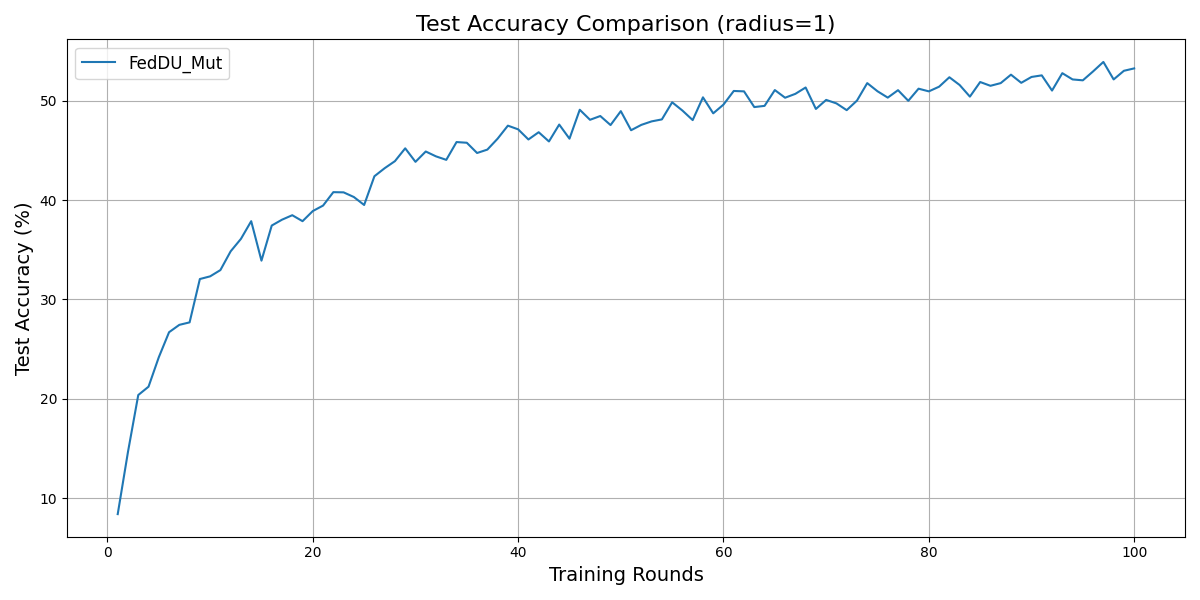 Test Accuracy Comparison (radius=1)
FedDU_Mut
Test Accuracy (%)
50
40
30
20
10
0 20 40 60 80 100
Training Rounds